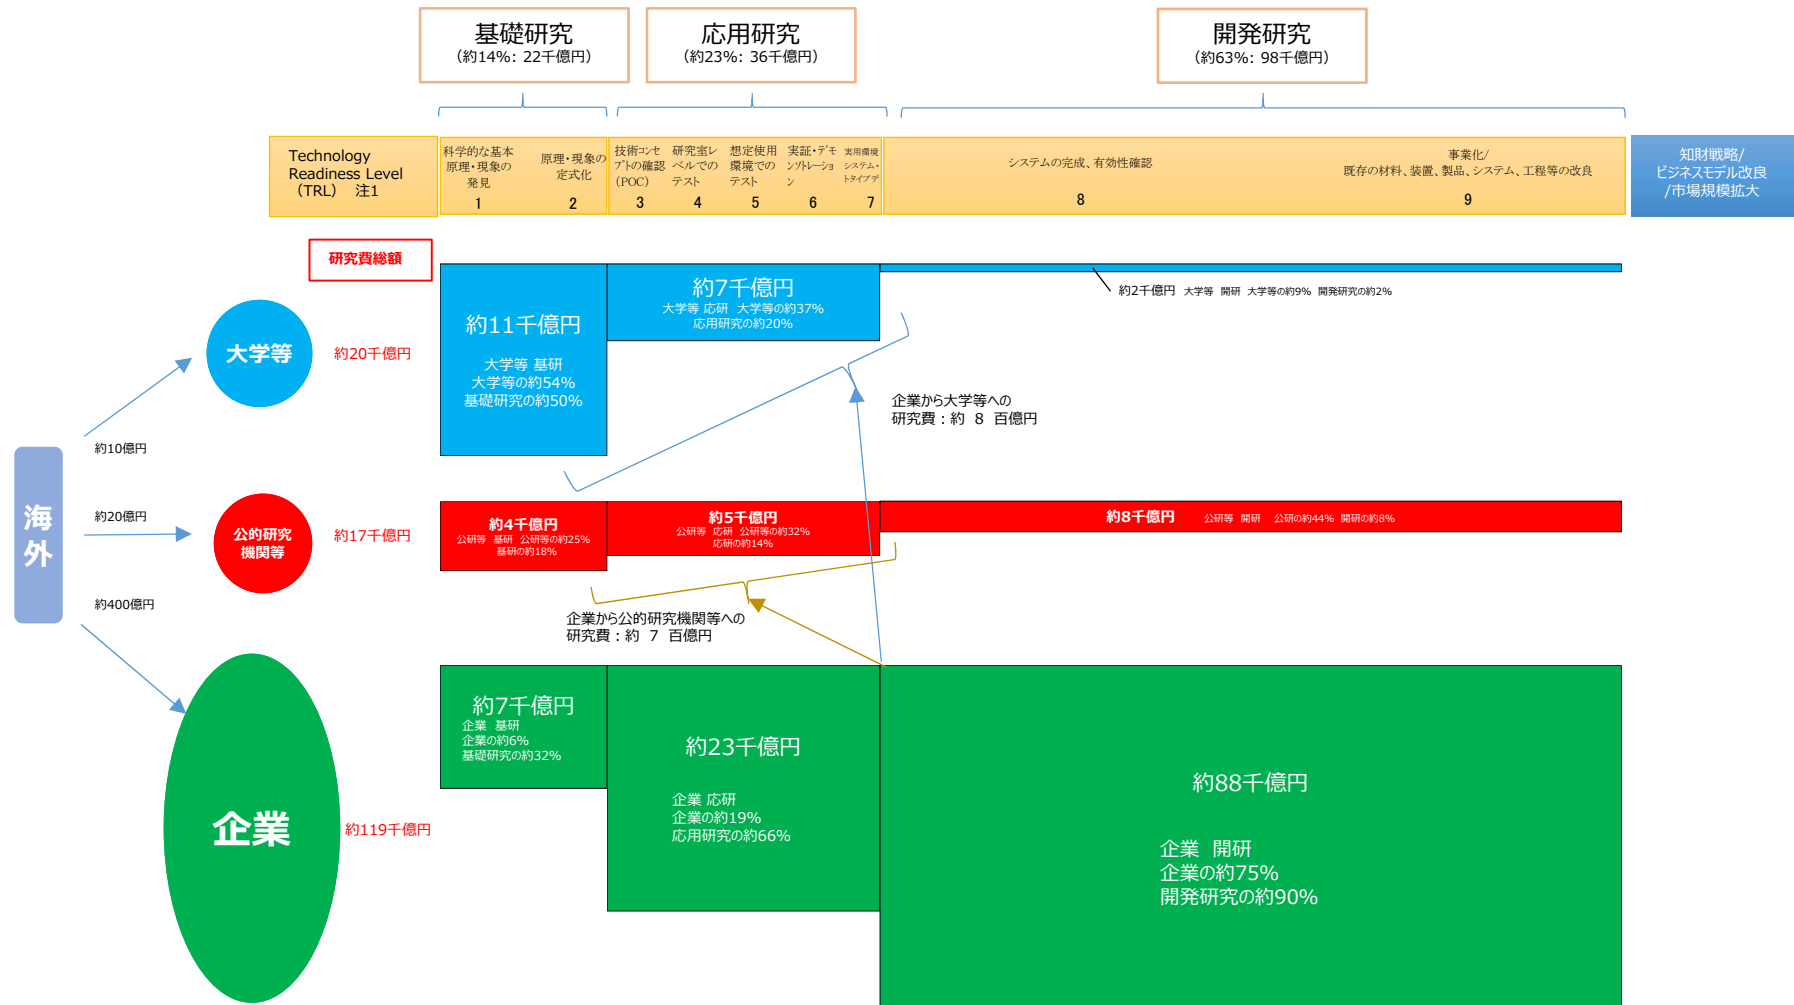 基礎研究
(約14%: 22千億円)
応用研究
(約23%: 36千億円)
開発研究
(約63%: 98千億円)
Technology
Readiness Level
(TRL) 注1
科学的な基本
原理・現象の
発見
1
原理・現象の
定式化
2
技術コンセ
プトの確認
(POC)
3
研究室レ
ベルでの
テスト
4
想定使用
環境での
テスト
5
実証・デモ
ンソトレーショ
ン
6
実用環境
システム・
トタイプデ
7
システムの完成、有効性確認
8
事業化/
既存の材料、装置、製品、システム、工程等の改良
9
知財戦略/
ビジネスモデル改良
/市場規模拡大
研究費総額
大学等
約20千億円
約11千億円
大学等 基研
大学等の約54%
基礎研究の約50%
約7千億円
大学等 応研 大学等の約37%
応用研究の約20%
約2千億円 大学等 開研 大学等の約9% 開発研究の約2%
企業から大学等への
研究費:約 8 百億円
海外
約10億円
約20億円
約400億円
公的研究
機関等
約17千億円
約4千億円
公研等 基研 公研等の約25%
基研の約18%
約5千億円
公研等 応研 公研等の約32%
応研の約14%
約8千億円 公研等 開研 公研の約44% 開研の約8%
企業から公的研究機関等への
研究費:約 7 百億円
企業
約119千億円
約7千億円
企業 基研
企業の約6%
基礎研究の約32%
約23千億円
企業 応研
企業の約19%
応用研究の約66%
約88千億円
企業 開研
企業の約75%
開発研究の約90%